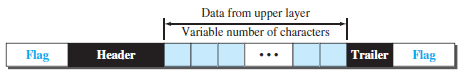 Data from upper layer
Variable number of characters
Flag Header ••• Trailer Flag